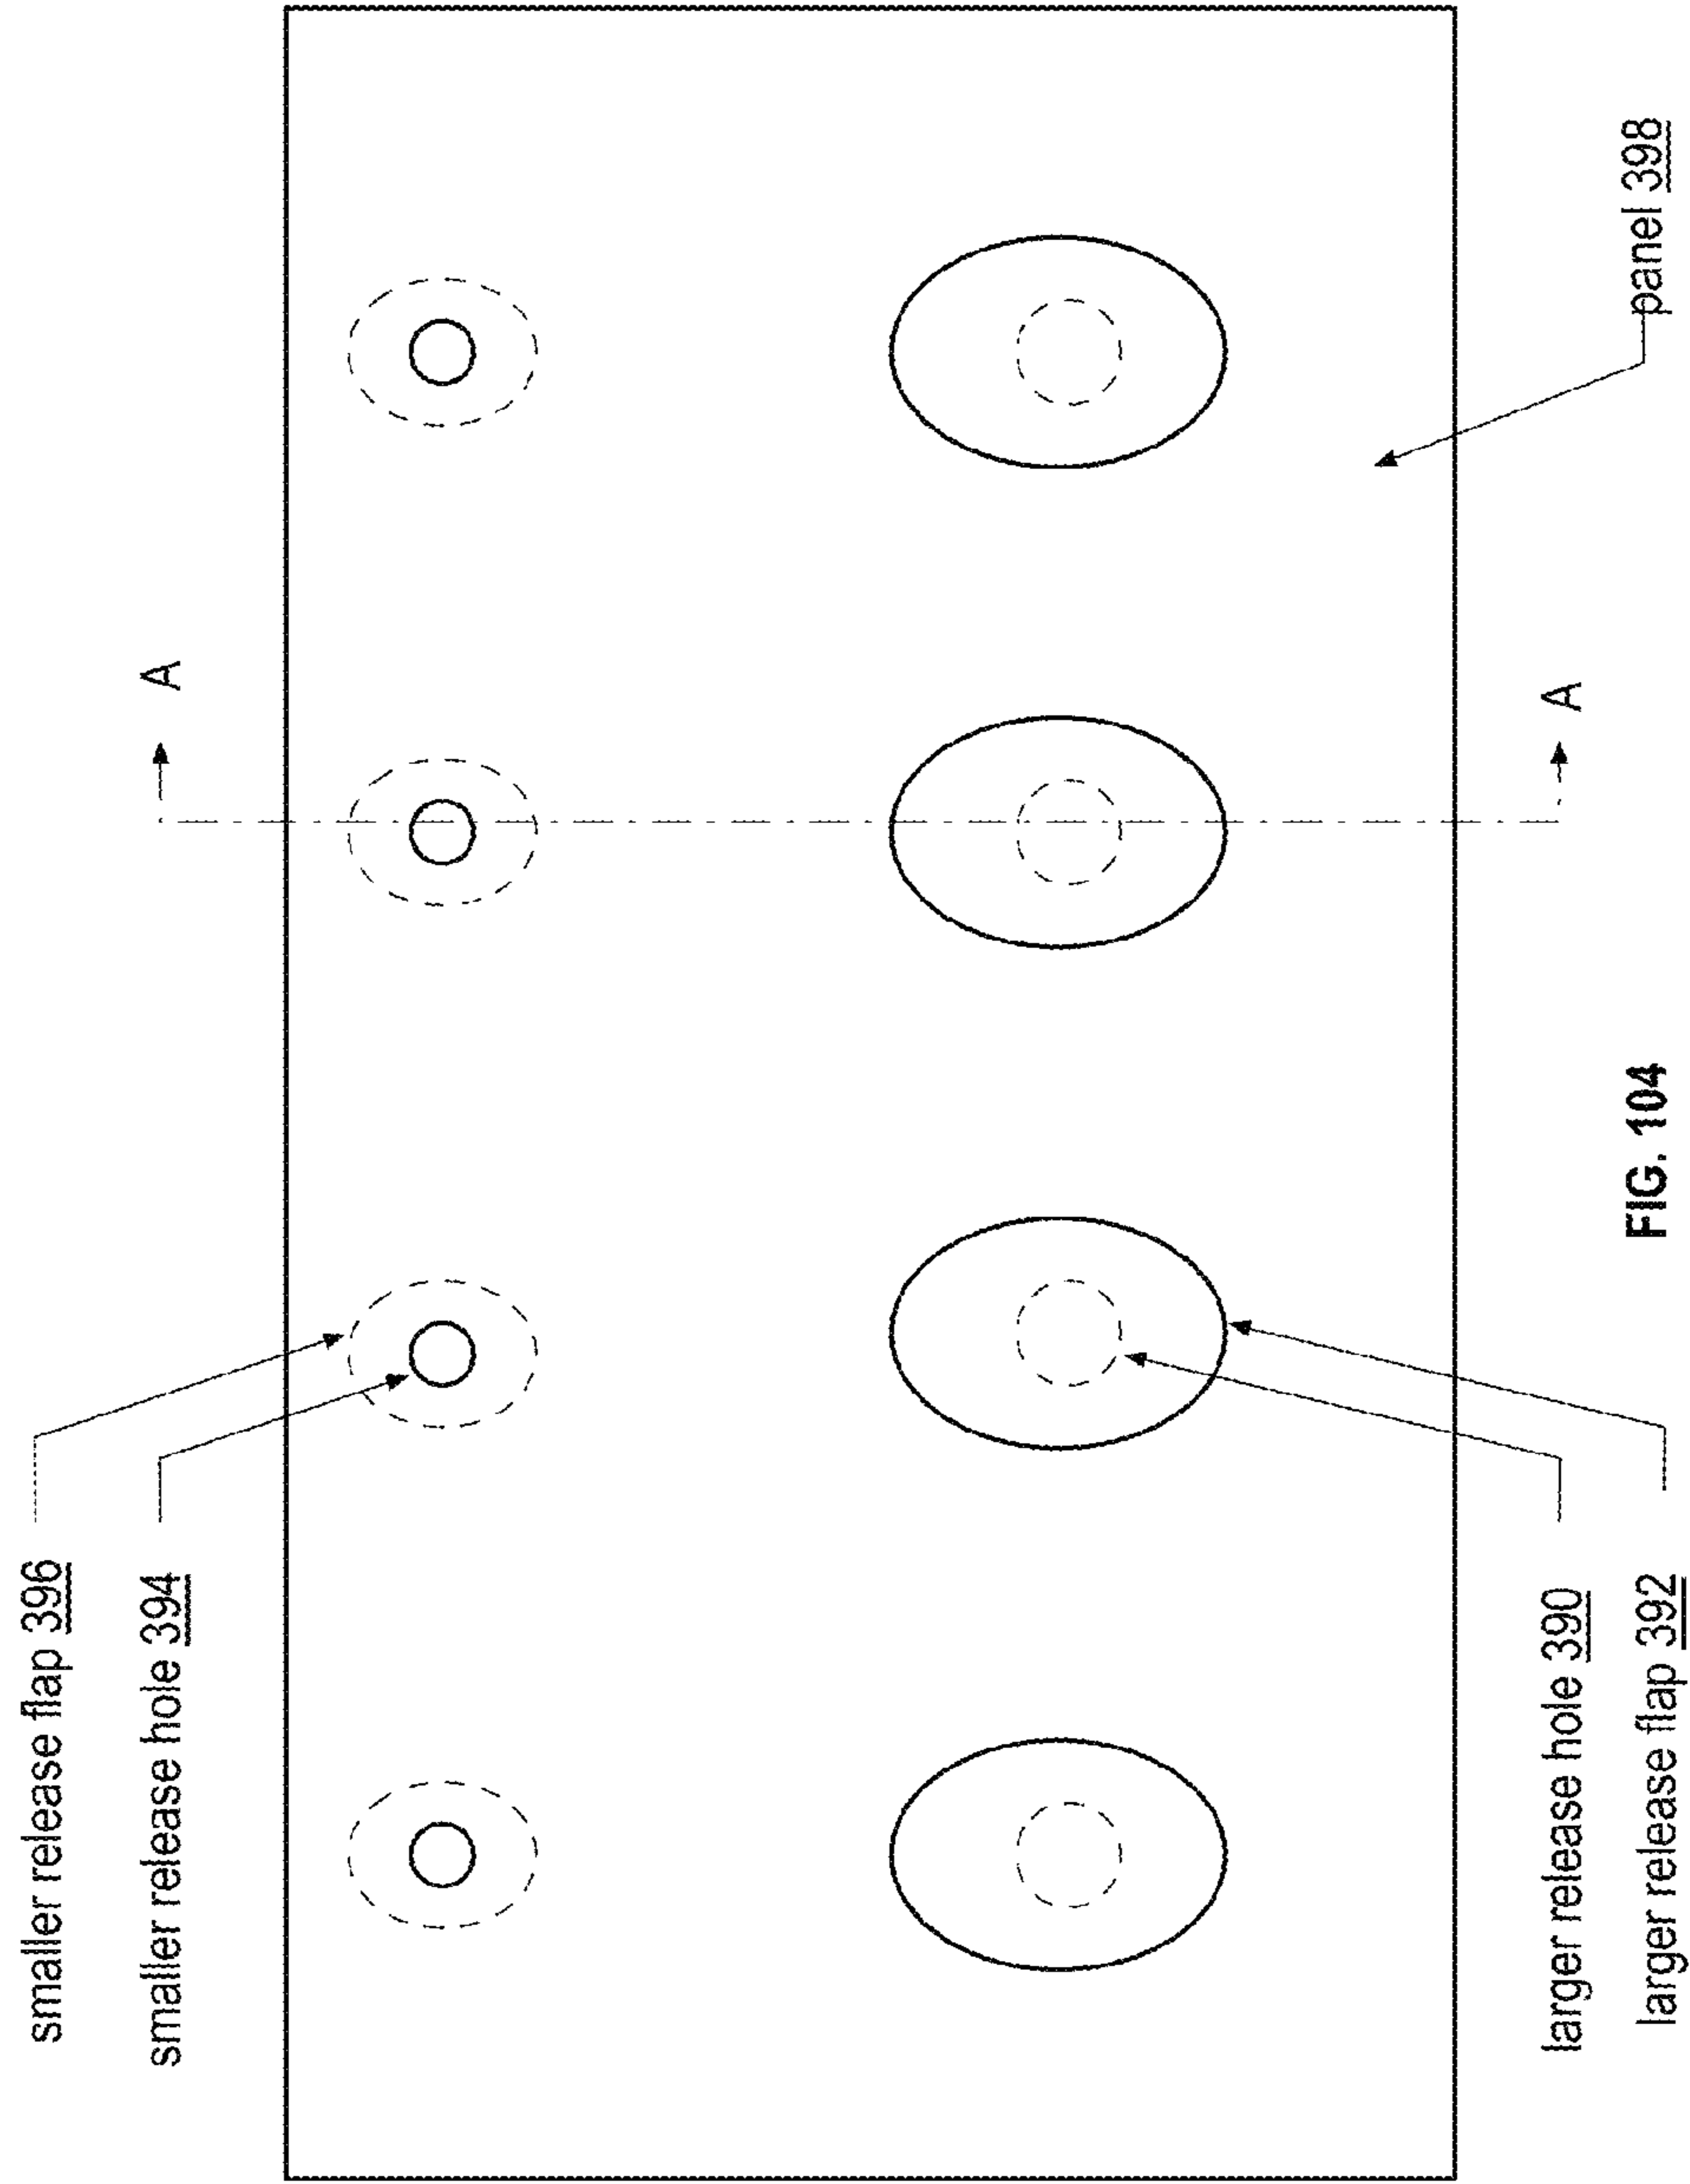 smaller release flap 396
smaller release hole 394
A
A
panel 398
larger release hole 390
larger release flap 392
FIG. 104